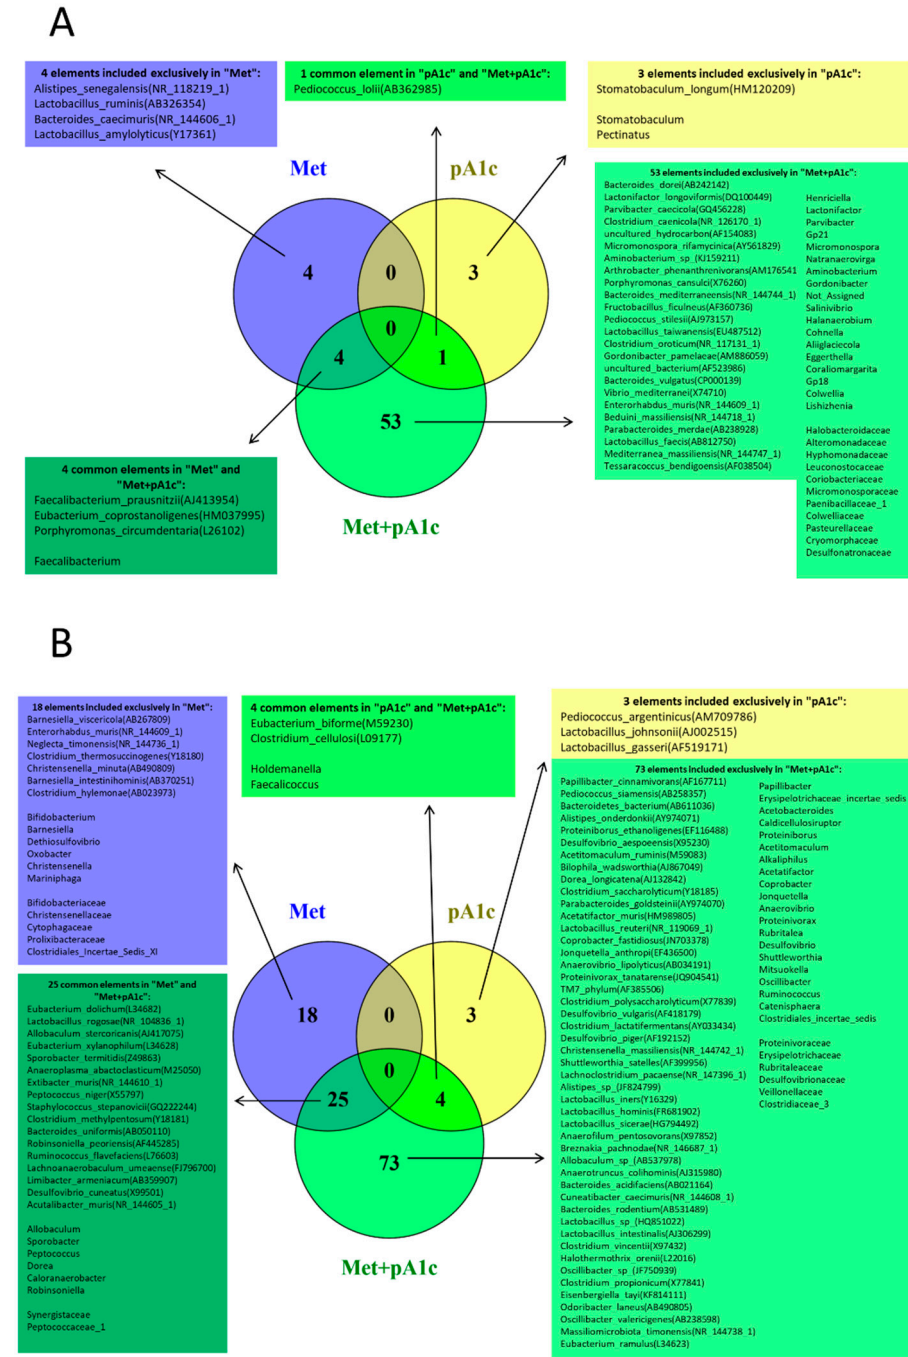 A
4 elements included exclusively in "Met":
Alistipes_senegalensis(NR_118219_1)
Lactobacillus_ruminis(AB326354)
Bacteroides_caecimuris(NR_144606_1)
Lactobacillus_amylolyticus(Y17361)
1 common element in "pA1c" and "Met+pA1c":
Pediococcus_lolii(AB362985)
3 elements included exclusively in "pA1c":
Stomatobaculum_longum(HM120209)
Stomatobaculum
Pectinatus
Met
pA1c
4
0
3
0
4
1
53
Met+pA1c
53 elements included exclusively in "Met+pA1c":
Bacteroides_dorei(AB242142)
Lactonifactor_longoviformis(DQ100449)
Parvibacter_caecicola(GQ456228)
Clostridium_caenicola(NR_126170_1)
uncultured_hydrocarbon(AF154083)
Micromonospora_rifamycinica(AY561829)
Aminobacterium_sp_(KJ159211)
Arthrobacter_phenanthrenivorans(AM176541
Porphyromonas_cansulci(X76260)
Bacteroides_mediterraneensis(NR_144744_1)
Fructobacillus_ficulneus(AF360736)
Pediococcus_stilesii(AJ973157)
Lactobacillus_taiwanensis(EU487512)
Clostridium_oroticum(NR_117131_1)
Gordonibacter_pamelaeae(AM886059)
uncultured_bacterium(AF523986)
Bacteroides_vulgatus(CP000139)
Vibrio_mediterranei(X74710)
Enterorhabdus_muris(NR_144609_1)
Beduini_massiliensis(NR_144718_1)
Parabacteroides_merdae(AB238928)
Lactobacillus_faecis(AB812750)
Mediterranea_massiliensis(NR_144747_1)
Tessaracoccus_bendigoensis(AF038504)
Henriciella
Lactonifactor
Parvibacter
Gp21
Micromonospora
Natranaerovirga
Aminobacterium
Gordonibacter
Not_Assigned
Salinivibrio
Halanaerobium
Cohnella
Aliiglaciecola
Eggerthella
Coraliomargarita
Gp18
Colwellia
Lishizhenia
Halobacteroidaceae
Alteromonadaceae
Hyphomonadaceae
Leuconostocaceae
Coriobacteriaceae
Micromonosporaceae
Paenibacillaceae_1
Colwelliaceae
Pasteurellaceae
Cryomorphaceae
Desulfonatronaceae
4 common elements in "Met" and
"Met+pA1c":
Faecalibacterium_prausnitzii(AJ413954)
Eubacterium_coprostanoligenes(HM037995)
Porphyromonas_circumdentaria(L26102)
Faecalibacterium
B
18 elements included exclusively in "Met":
Barnesiella_viscericola(AB267809)
Enterorhabdus_muris(NR_144609_1)
Neglecta_timonensis(NR_144736_1)
Clostridium_thermosuccinogenes(Y18180)
Christensenella_minuta(AB490809)
Barnesiella_intestinihominis(AB370251)
Clostridium_hylemonae(AB023973)
Bifidobacterium
Barnesiella
Dethiosulfovibrio
Oxobacter
Christensenella
Mariniphaga
Bifidobacteriaceae
Christensenellaceae
Cytophagaceae
Prolixibacteraceae
Clostridiales_Incertae_Sedis_XI
4 common elements in "pA1c" and "Met+pA1c":
Eubacterium_biforme(M59230)
Clostridium_cellulosi(L09177)
Holdemanella
Faecalicoccus
3 elements included exclusively in "pA1c":
Pediococcus_argentinicus(AM709786)
Lactobacillus_johnsonii(AJ002515)
Lactobacillus_gasseri(AF519171)
Met
pA1c
18
0
3
0
25
4
73
Met+pA1c
25 common elements in "Met" and
"Met+pA1c":
Eubacterium_dolichum(L34682)
Lactobacillus_rogosae(NR_104836_1)
Allobaculum_stercoricanis(AJ417075)
Eubacterium_xylanophilum(L34628)
Sporobacter_termitidis(Z49863)
Anaeroplasma_abactoclasticum(M25050)
Extibacter_muris(NR_144610_1)
Peptococcus_niger(X55797)
Staphylococcus_stepanovicii(GQ222244)
Clostridium_methylpentosum(Y18181)
Bacteroides_uniformis(AB050110)
Robinsoniella_peoriensis(AF445285)
Ruminococcus_flavefaciens(L76603)
Lachnoanaerobaculum_umeaense(FJ796700)
Limibacter_armeniacum(AB359907)
Desulfovibrio_cuneatus(X99501)
Acutalibacter_muris(NR_144605_1)
Allobaculum
Sporobacter
Peptococcus
Dorea
Caloranaerobacter
Robinsoniella
Synergistaceae
Peptococcaceae_1
73 elements included exclusively in "Met+pA1c":
Papillibacter_cinnamivorans(AF167711)
Pediococcus_siamensis(AB258357)
Bacteroidetes_bacterium(AB611036)
Alistipes_onderdonkii(AY974071)
Proteiniborus_ethanoligenes(EF116488)
Desulfovibrio_aespoeensis(X95230)
Acetitomaculum_ruminis(M59083)
Bilophila_wadsworthia(AJ867049)
Dorea_longicatena(AJ132842)
Clostridium_saccharolyticum(Y18185)
Parabacteroides_goldsteinii(AY974070)
Acetatifactor_muris(HM989805)
Lactobacillus_reuteri(NR_119069_1)
Coprobacter_fastidiosus(JN703378)
Jonquetella_anthropi(EF436500)
Anaerovibrio_lipolyticus(AB034191)
Proteinivorax_tanatarense(JQ904541)
TM7_phylum(AF385506)
Clostridium_polysaccharolyticum(X77839)
Desulfovibrio_vulgaris(AF418179)
Clostridium_lactatifermentans(AY033434)
Desulfovibrio_piger(AF192152)
Christensenella_massiliensis(NR_144742_1)
Shuttleworthia_satelles(AF399956)
Lachnoclostridium_pacaense(NR_147396_1)
Alistipes_sp_(JF824799)
Lactobacillus_iners(Y16329)
Lactobacillus_hominis(FR681902)
Lactobacillus_sicerae(HG794492)
Anaerofilum_pentosovorans(X97852)
Breznakia_pachnodae(NR_146687_1)
Allobaculum_sp_(AB537978)
Anaerotruncus_colihominis(AJ315980)
Bacteroides_acidifaciens(AB021164)
Cuneatibacter_caecimuris(NR_144608_1)
Bacteroides_rodentium(AB531489)
Lactobacillus_sp_(HQ851022)
Lactobacillus_intestinalis(AJ306299)
Clostridium_vincentii(X97432)
Halothermothrix_orenii(L22016)
Oscillibacter_sp_(JF750939)
Clostridium_propionicum(X77841)
Eisenbergiella_tayi(KF814111)
Odoribacter_laneus(AB490805)
Oscillibacter_valericigenes(AB238598)
Massiliomicrobiota_timonensis(NR_144738_1)
Eubacterium_ramulus(L34623)
Papillibacter
Erysipelotrichaceae_incertae_sedis
Acetobacteroides
Caldicellulosiruptor
Proteiniborus
Acetitomaculum
Alkaliphilus
Acetatifactor
Coprobacter
Jonquetella
Anaerovibrio
Proteinivorax
Rubritalea
Desulfovibrio
Shuttleworthia
Mitsuokella
Oscillibacter
Ruminococcus
Catenisphaera
Clostridiales_incertae_sedis
Proteinivoraceae
Erysipelotrichaceae
Rubritaleaceae
Desulfovibrionaceae
Veillonellaceae
Clostridiaceae_3